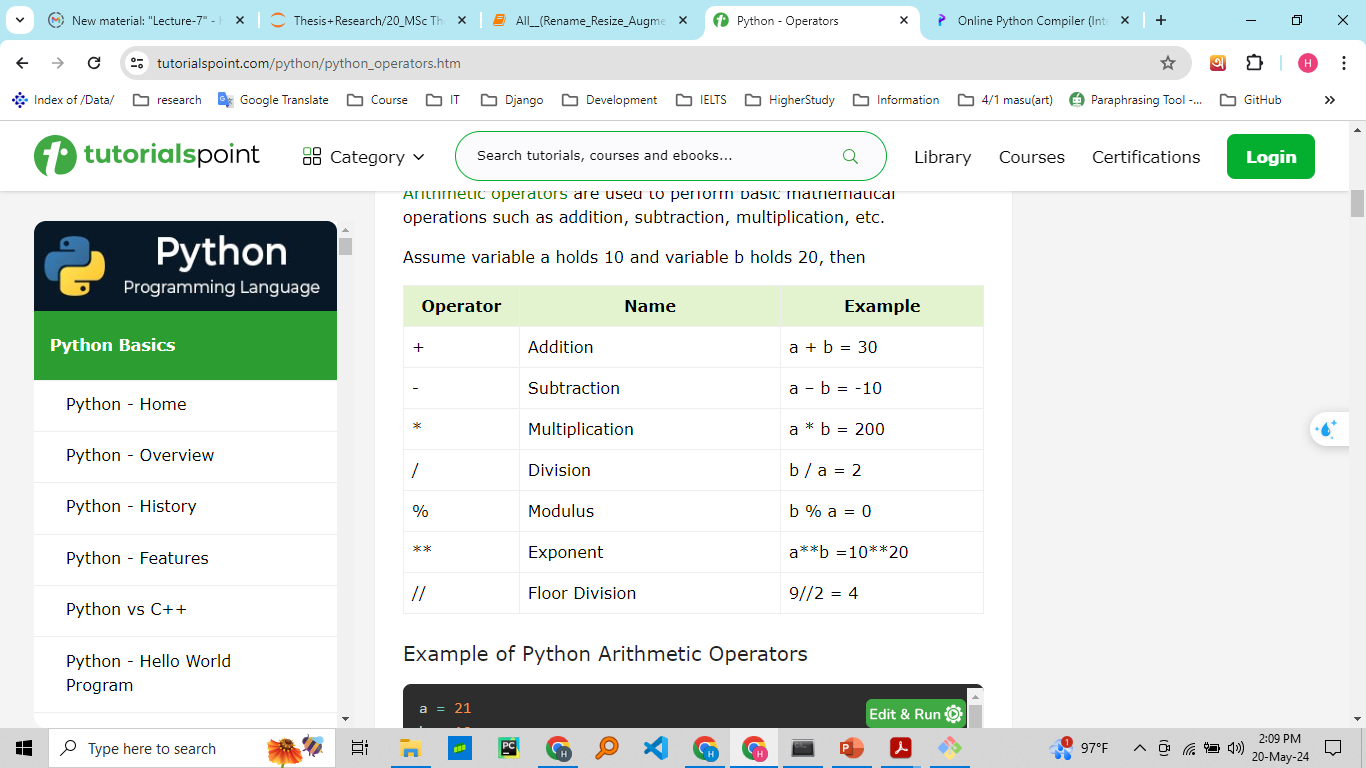 New material: "Lecture-7" -
Thesis+Research/20_MSc Th
All__(Rename_Resize_Augme
Python - Operators
Online Python Compiler (Inte
tutorialspoint.com/python/python_operators.htm
H
Index of /Data/
research
Google Translate
Course
IT
Django
Development
IELTS
HigherStudy
Information
4/1 masu(art)
Paraphrasing Tool -...
GitHub
tutorialspoint
Category
Search tutorials, courses and ebooks...
Library
Courses
Certifications
Login
Python
Programming Language
Python Basics
Python - Home
Python - Overview
Python - History
Python - Features
Python vs C++
Python - Hello World
Program
Arithmetic operators are used to perform basic mathematical
operations such as addition, subtraction, multiplication, etc.
Assume variable a holds 10 and variable b holds 20, then
Operator Name Example
+ Addition a + b = 30
- Subtraction a – b = -10
* Multiplication a * b = 200
/ Division b / a = 2
% Modulus b % a = 0
** Exponent a**b =10**20
// Floor Division 9//2 = 4
Example of Python Arithmetic Operators
a = 21
Edit & Run
Type here to search
97°F
2:09 PM
20-May-24